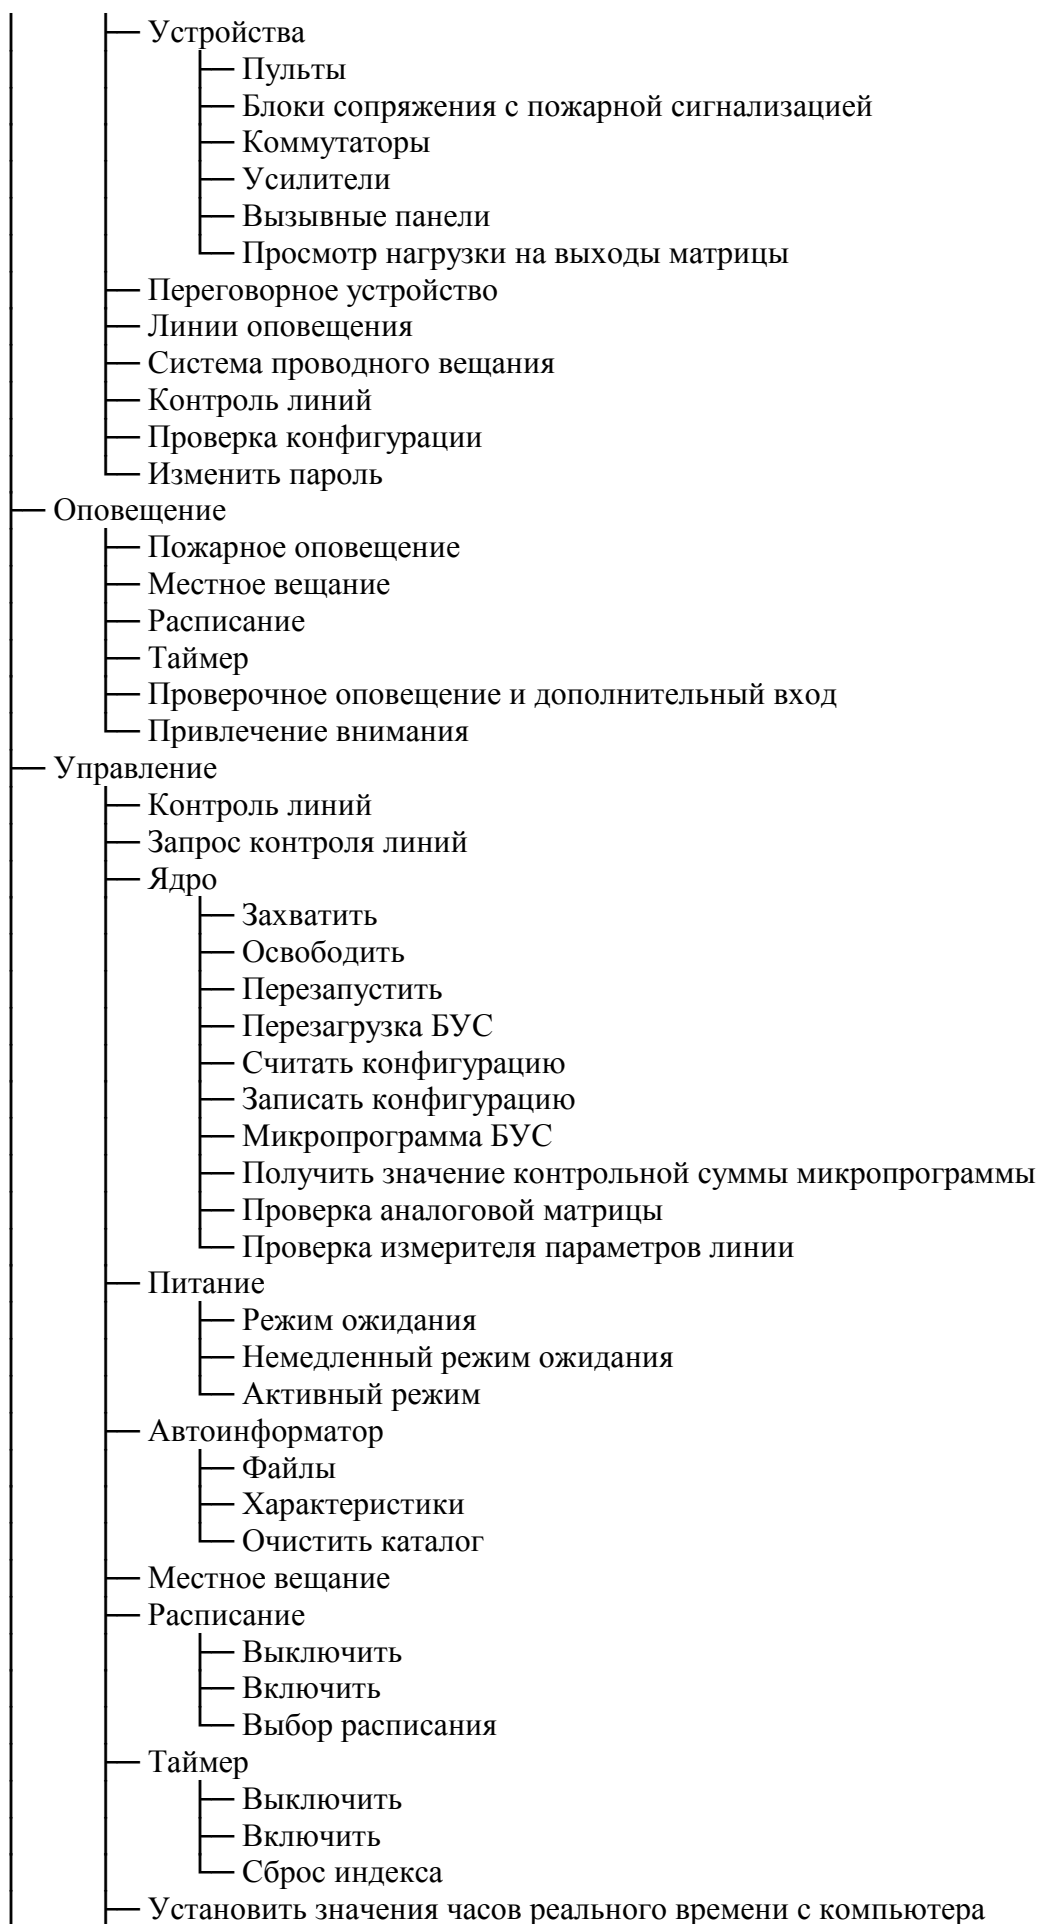 Устройства
Пульты
Блоки сопряжения с пожарной сигнализацией
Коммутаторы
Усилители
Вызывные панели
Просмотр нагрузки на выходы матрицы
Переговорное устройство
Линии оповещения
Система проводного вещания
Контроль линий
Проверка конфигурации
Изменить пароль
Оповещение
Пожарное оповещение
Местное вещание
Расписание
Таймер
Проверочное оповещение и дополнительный вход
Привлечение внимания
Управление
Контроль линий
Запрос контроля линий
Ядро
Захватить
Освободить
Перезапустить
Перезагрузка БУС
Считать конфигурацию
Записать конфигурацию
Микропрограмма БУС
Получить значение контрольной суммы микропрограммы
Проверка аналоговой матрицы
Проверка измерителя параметров линии
Питание
Режим ожидания
Немедленный режим ожидания
Активный режим
Автоинформатор
Файлы
Характеристики
Очистить каталог
Местное вещание
Расписание
Выключить
Включить
Выбор расписания
Таймер
Выключить
Включить
Сброс индекса
Установить значения часов реального времени с компьютера